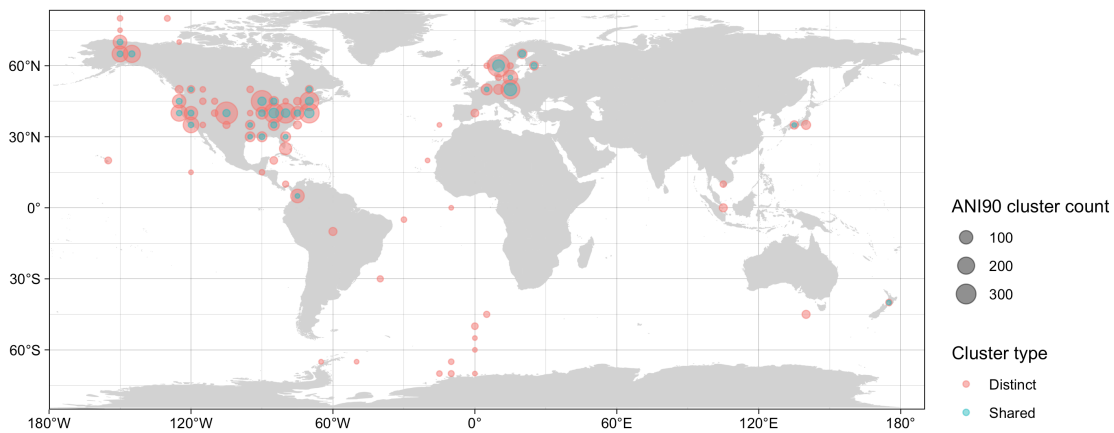 60°N
30°N
0°
30°S
60°S
180°W
120°W
60°W
0°
60°E
120°E
180°
ANI90 cluster count
100
200
300
Cluster type
Distinct
Shared